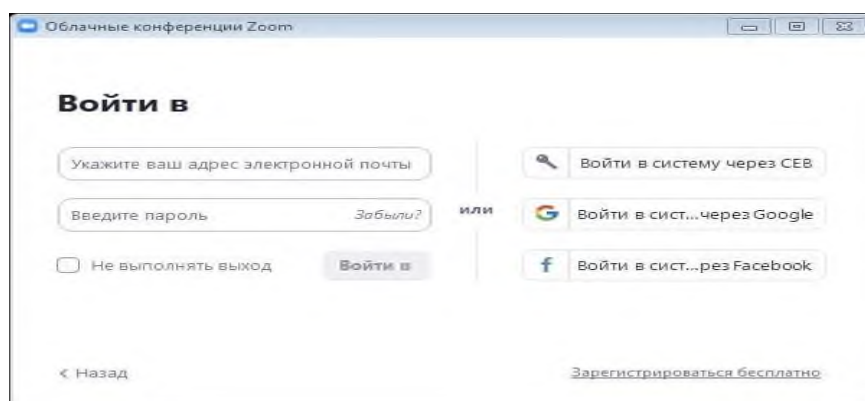 Облачные конференции Zoom
Войти в
Укажите ваш адрес электронной почты
Введите пароль
Забыли?
Не выполнять выход
Войти в
или
Войти в систему через СЕВ
Войти в сист...через Google
Войти в сист...рез Facebook
< Назад
Зарегистрироваться бесплатно